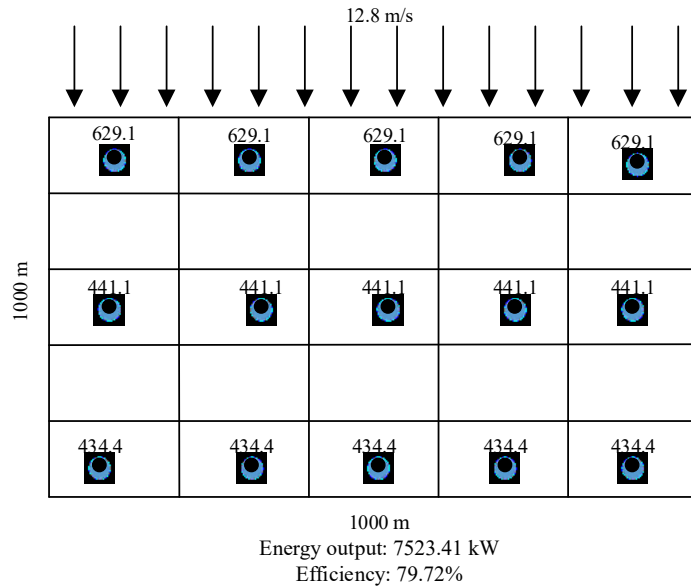 12.8 m/s
629.1 629.1 629.1 629.1 629.1
1000 m
441.1 441.1 441.1 441.1 441.1
434.4 434.4 434.4 434.4 434.4
1000 m
Energy output: 7523.41 kW
Efficiency: 79.72%